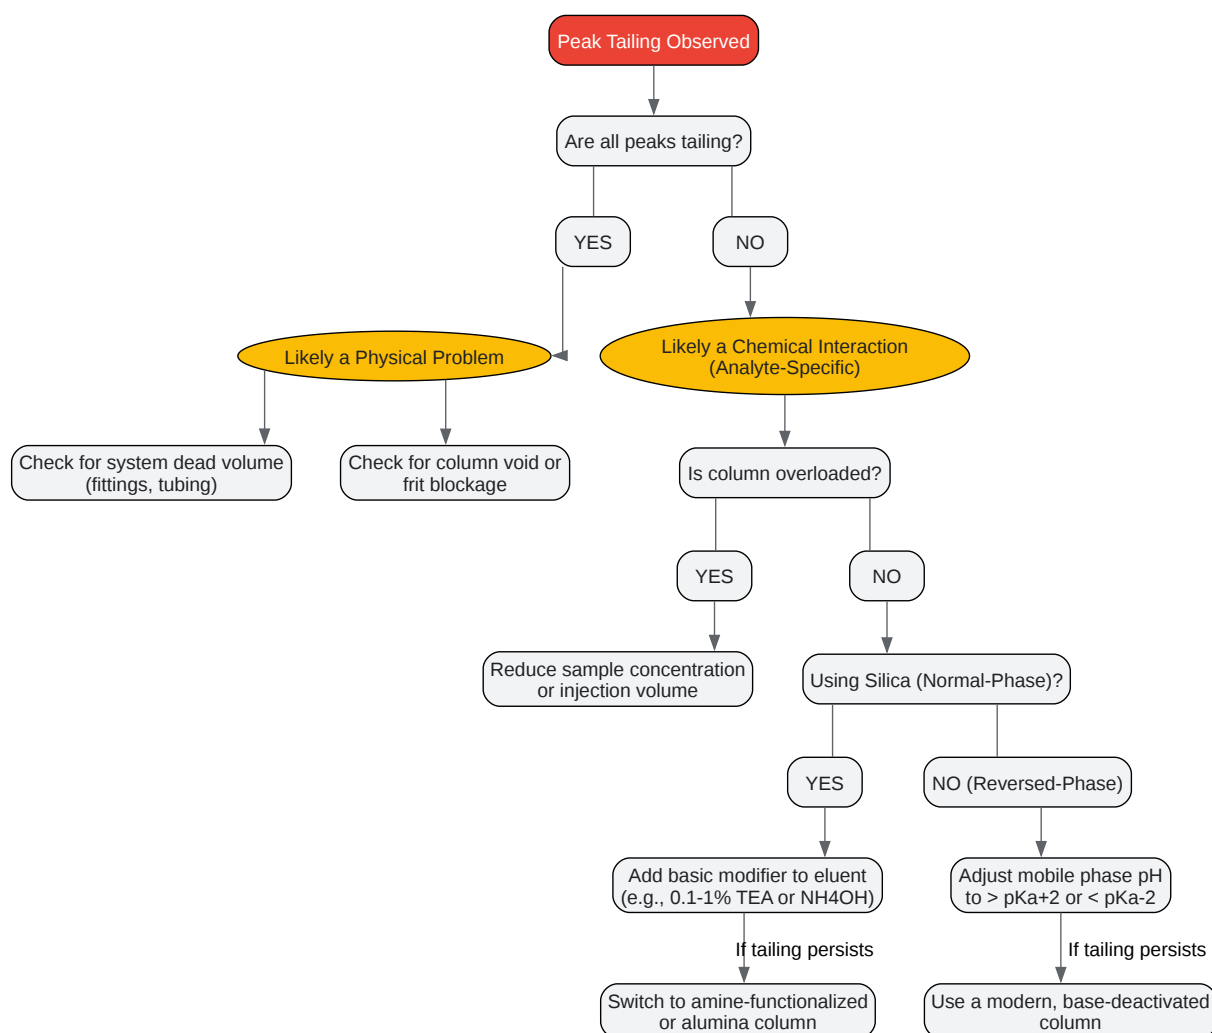 Peak Tailing Observed
Are all peaks tailing?
YES
NO
Likely a Physical Problem
Likely a Chemical Interaction
(Analyte-Specific)
Check for system dead volume
(fittings, tubing)
Check for column void or
frit blockage
Is column overloaded?
YES
NO
Reduce sample concentration
or injection volume
Using Silica (Normal-Phase)?
YES
NO (Reversed-Phase)
Add basic modifier to eluent
(e.g., 0.1-1% TEA or NH4OH)
Adjust mobile phase pH
to > pKa+2 or < pKa-2
If tailing persists
If tailing persists
Switch to amine-functionalized
or alumina column
Use a modern, base-deactivated
column